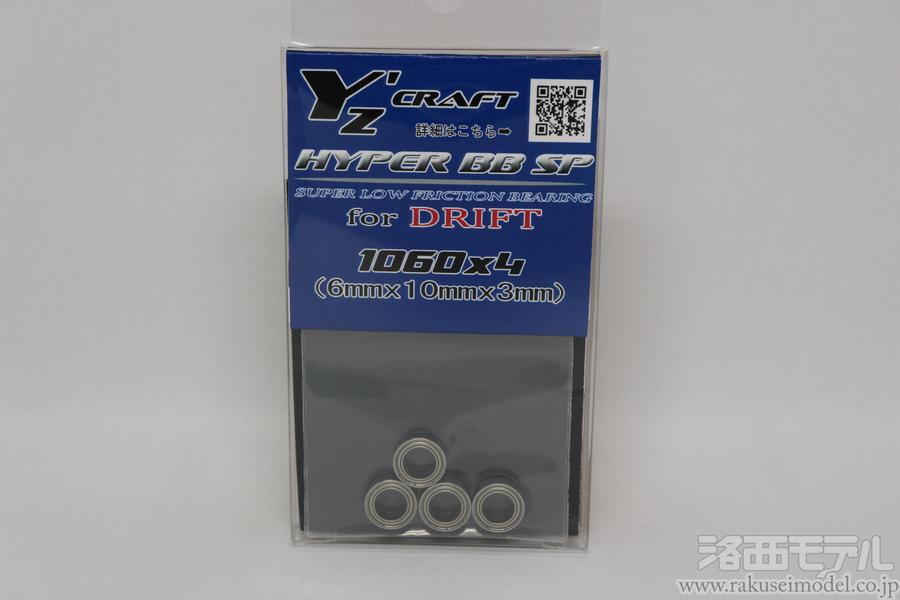 Y'Z CRAFT
詳細はこちら➡
HYPER BB SP
SUPER LOW FRICTION BEARING
for DRIFT
1060x4
（6mmx10mmx3mm）
洛西モデル
www.rakuseimodel.co.jp